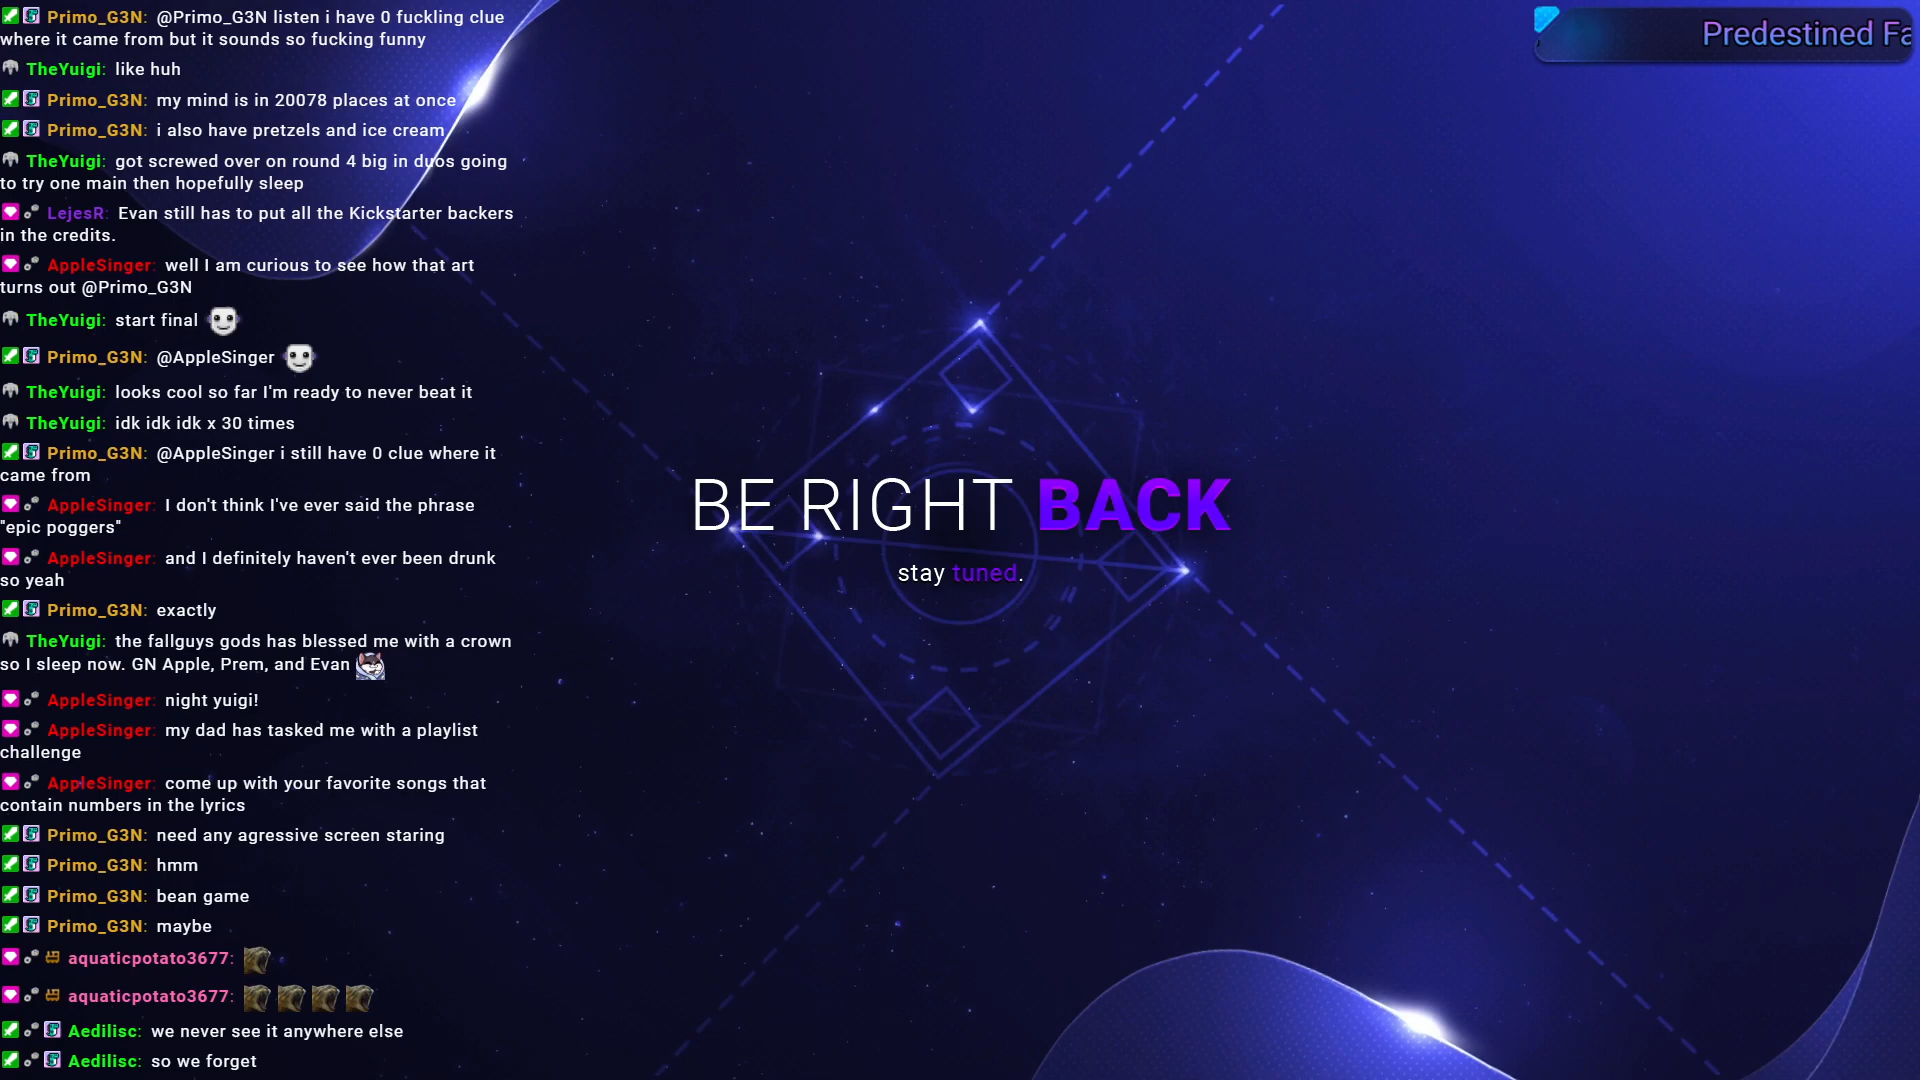 Primo_G3N: @Primo_G3N listen i have 0 fuckling clue
where it came from but it sounds so fucking funny
TheYuigi: like huh
Primo_G3N: my mind is in 20078 places at once
Primo_G3N: i also have pretzels and ice cream
TheYuigi: got screwed over on round 4 big in duos going
to try one main then hopefully sleep
LejesR: Evan still has to put all the Kickstarter backers
in the credits.
AppleSinger: well I am curious to see how that art
turns out @Primo_G3N
TheYuigi: start final
Primo_G3N: @AppleSinger
TheYuigi: looks cool so far I'm ready to never beat it
TheYuigi: idk idk idk x 30 times
Primo_G3N: @AppleSinger i still have 0 clue where it
came from
AppleSinger: I don't think I've ever said the phrase
"epic poggers"
AppleSinger: and I definitely haven't ever been drunk
so yeah
Primo_G3N: exactly
TheYuigi: the fallguys gods has blessed me with a crown
so I sleep now. GN Apple, Prem, and Evan
AppleSinger: night yuigi!
AppleSinger: my dad has tasked me with a playlist
challenge
AppleSinger: come up with your favorite songs that
contain numbers in the lyrics
Primo_G3N: need any agressive screen staring
Primo_G3N: hmm
Primo_G3N: bean game
Primo_G3N: maybe
aquaticpotato3677:
aquaticpotato3677:
Aedilisc: we never see it anywhere else
Aedilisc: so we forget
BE RIGHT BACK
stay tuned.
Predestined Fa